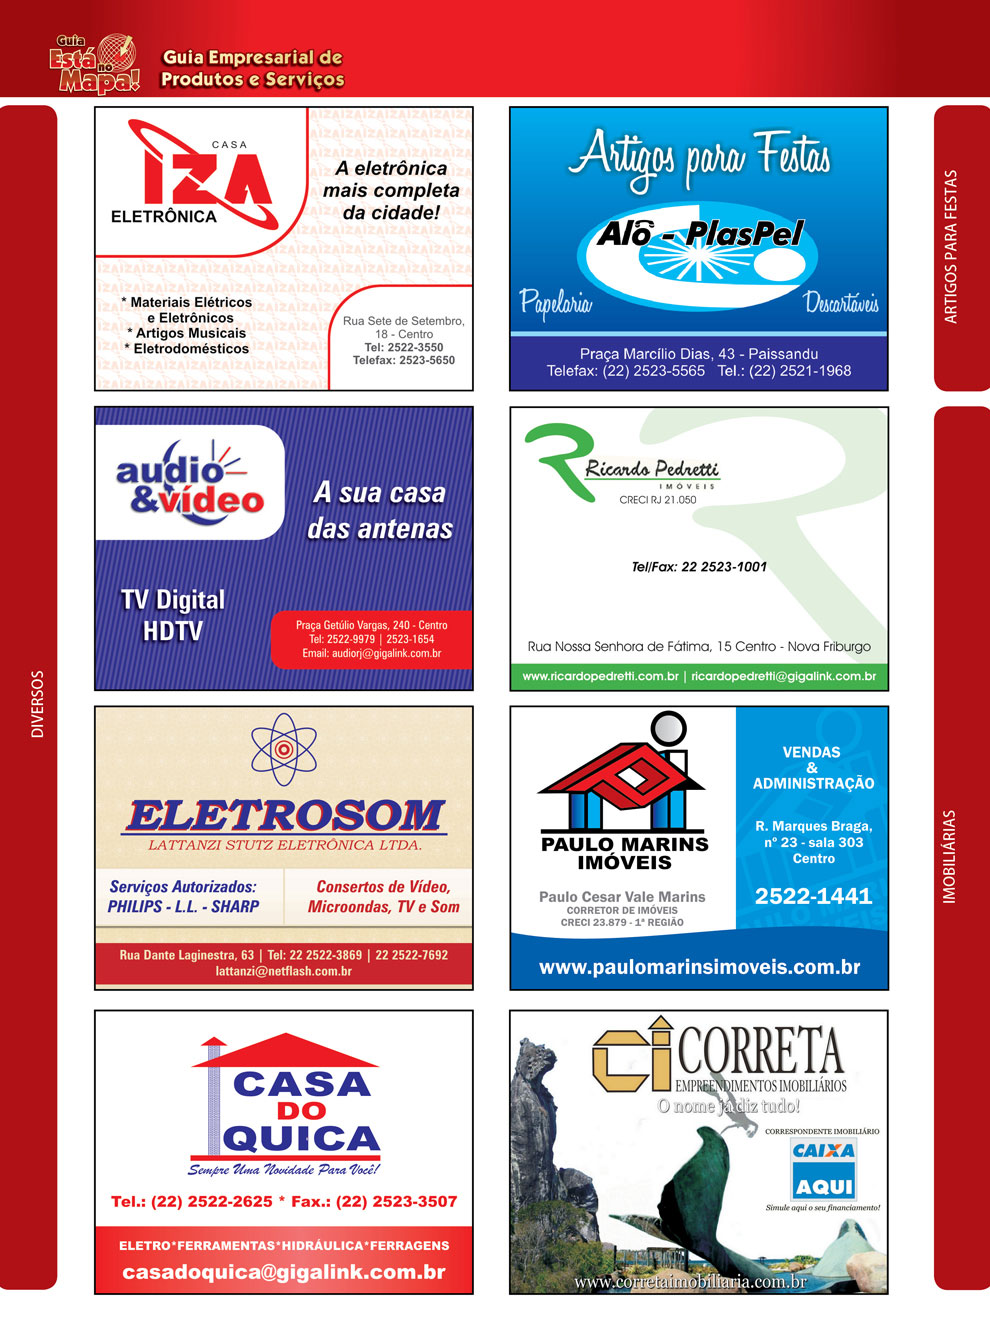 Guia
Está
no
Mapa!
Guia Empresarial de
Produtos e Serviços
DIVERSOS
CASA
IZA
ELETRÔNICA
A eletrônica
mais completa
da cidade!
* Materiais Elétricos
e Eletrônicos
* Artigos Musicais
* Eletrodomésticos
Rua Sete de Setembro,
18 - Centro
Tel: 2522-3550
Telefax: 2523-5650
audio
&vídeo
A sua casa
das antenas
TV Digital
HDTV
Praça Getúlio Vargas, 240 - Centro
Tel: 2522-9979 | 2523-1654
Email: audiorj@gigalink.com.br
ELETROSOM
LATTANZI STUTZ ELETRÔNICA LTDA.
Serviços Autorizados:
PHILIPS - L.L. - SHARP
Consertos de Vídeo,
Microondas, TV e Som
Rua Dante Laginestra, 63 | Tel: 22 2522-3869 | 22 2522-7692
lattanzi@netflash.com.br
CASA
DO
QUICA
Sempre Uma Novidade Para Você!
Tel.: (22) 2522-2625 * Fax.: (22) 2523-3507
ELETRO*FERRAMENTAS*HIDRÁULICA*FERRAGENS
casadoquica@gigalink.com.br
ARTIGOS PARA FESTAS
Artigos para Festas
Alô - PlasPel
Papelaria
Descartáveis
Praça Marcílio Dias, 43 - Paissandu
Telefax: (22) 2523-5565 Tel.: (22) 2521-1968
IMOBILIÁRIAS
Ricardo Pedretti
IMÓVEIS
CRECI RJ 21.050
Tel/Fax: 22 2523-1001
Rua Nossa Senhora de Fátima, 15 Centro - Nova Friburgo
www.ricardopedretti.com.br | ricardopedretti@gigalink.com.br
PAULO MARINS
IMÓVEIS
Paulo Cesar Vale Marins
CORRETOR DE IMÓVEIS
CRECI 23.879 - 1ª REGIÃO
VENDAS
&
ADMINISTRAÇÃO
R. Marques Braga,
nº 23 - sala 303
Centro
2522-1441
www.paulomarinsimoveis.com.br
CORRETA
EMPREENDIMENTOS IMOBILIÁRIOS
O nome já diz tudo!
CORRESPONDENTE IMOBILIÁRIO
CAIXA
AQUI
Simule aqui o seu financiamento!
www.corretaimobiliaria.com.br